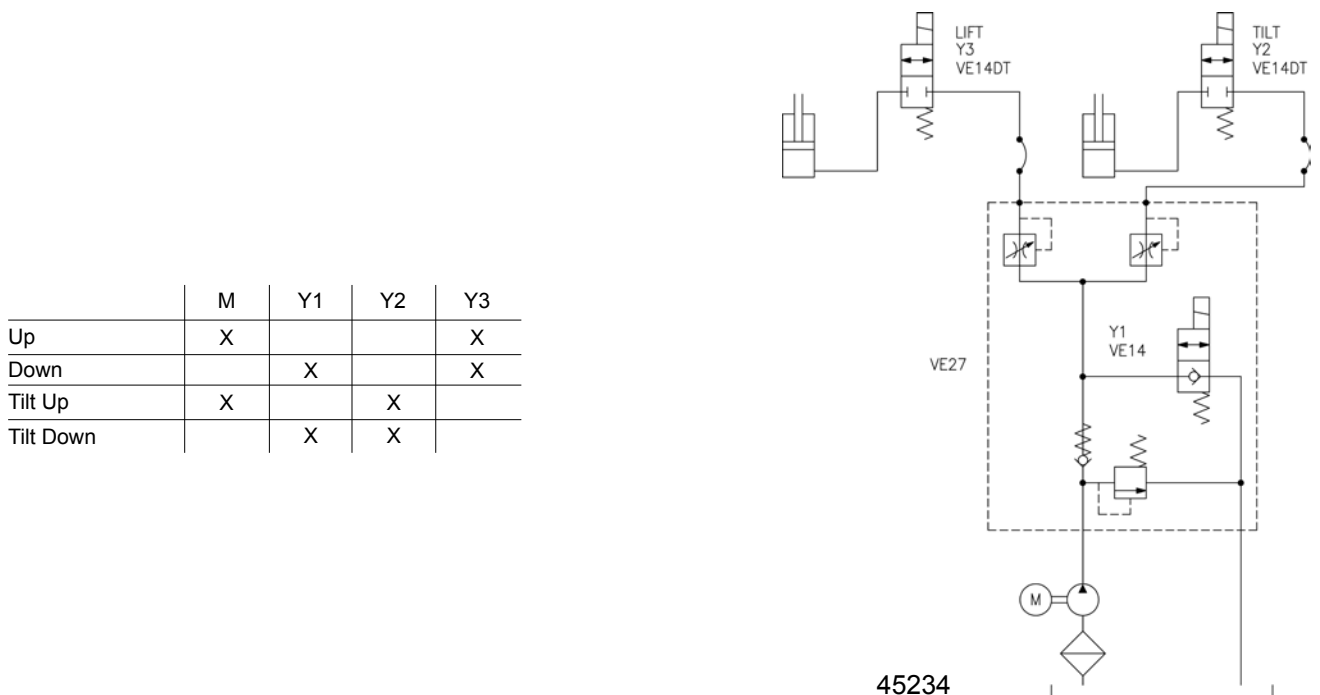 M Y1 Y2 Y3
Up X X
Down X X
Tilt Up X X
Tilt Down X X
LIFT
Y3
VE14DT
TILT
Y2
VE14DT
Y1
VE14
VE27
M
45234